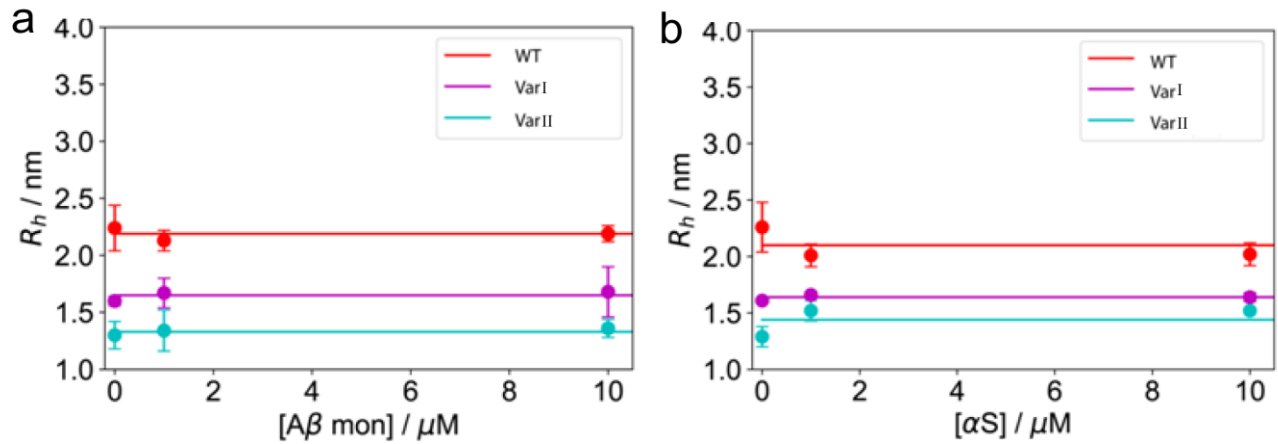 a
4.0
3.5
3.0
2.5
2.0
1.5
1.0
R_h / nm
WT
VarI
VarII
0 2 4 6 8 10
[Aβ mon] / μM
b
4.0
3.5
3.0
2.5
2.0
1.5
1.0
R_h / nm
WT
VarI
VarII
0 2 4 6 8 10
[αS] / μM